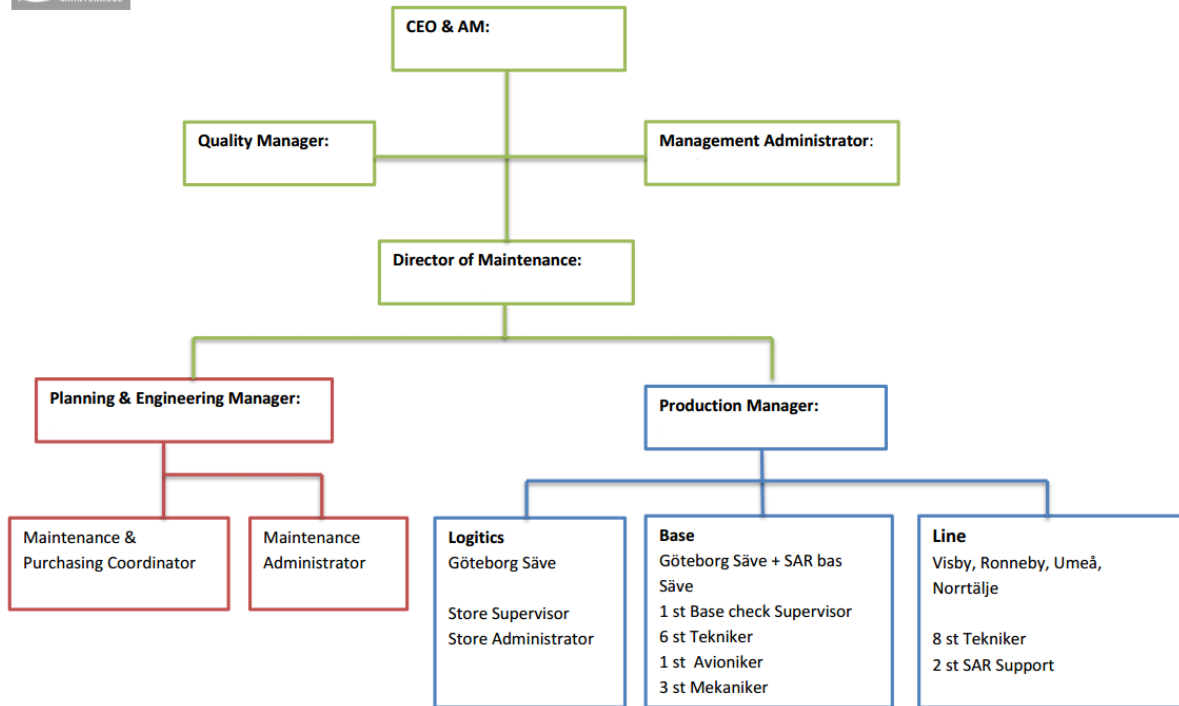 MAINTENANCE
CEO & AM:
Quality Manager:
Management Administrator:
Director of Maintenance:
Planning & Engineering Manager:
Production Manager:
Maintenance &
Purchasing Coordinator
Maintenance
Administrator
Logitics
Göteborg Säve
Store Supervisor
Store Administrator
Base
Göteborg Säve + SAR bas
Säve
1 st Base check Supervisor
6 st Tekniker
1 st Avioniker
3 st Mekaniker
Line
Visby, Ronneby, Umeå,
Norrtälje
8 st Tekniker
2 st SAR Support